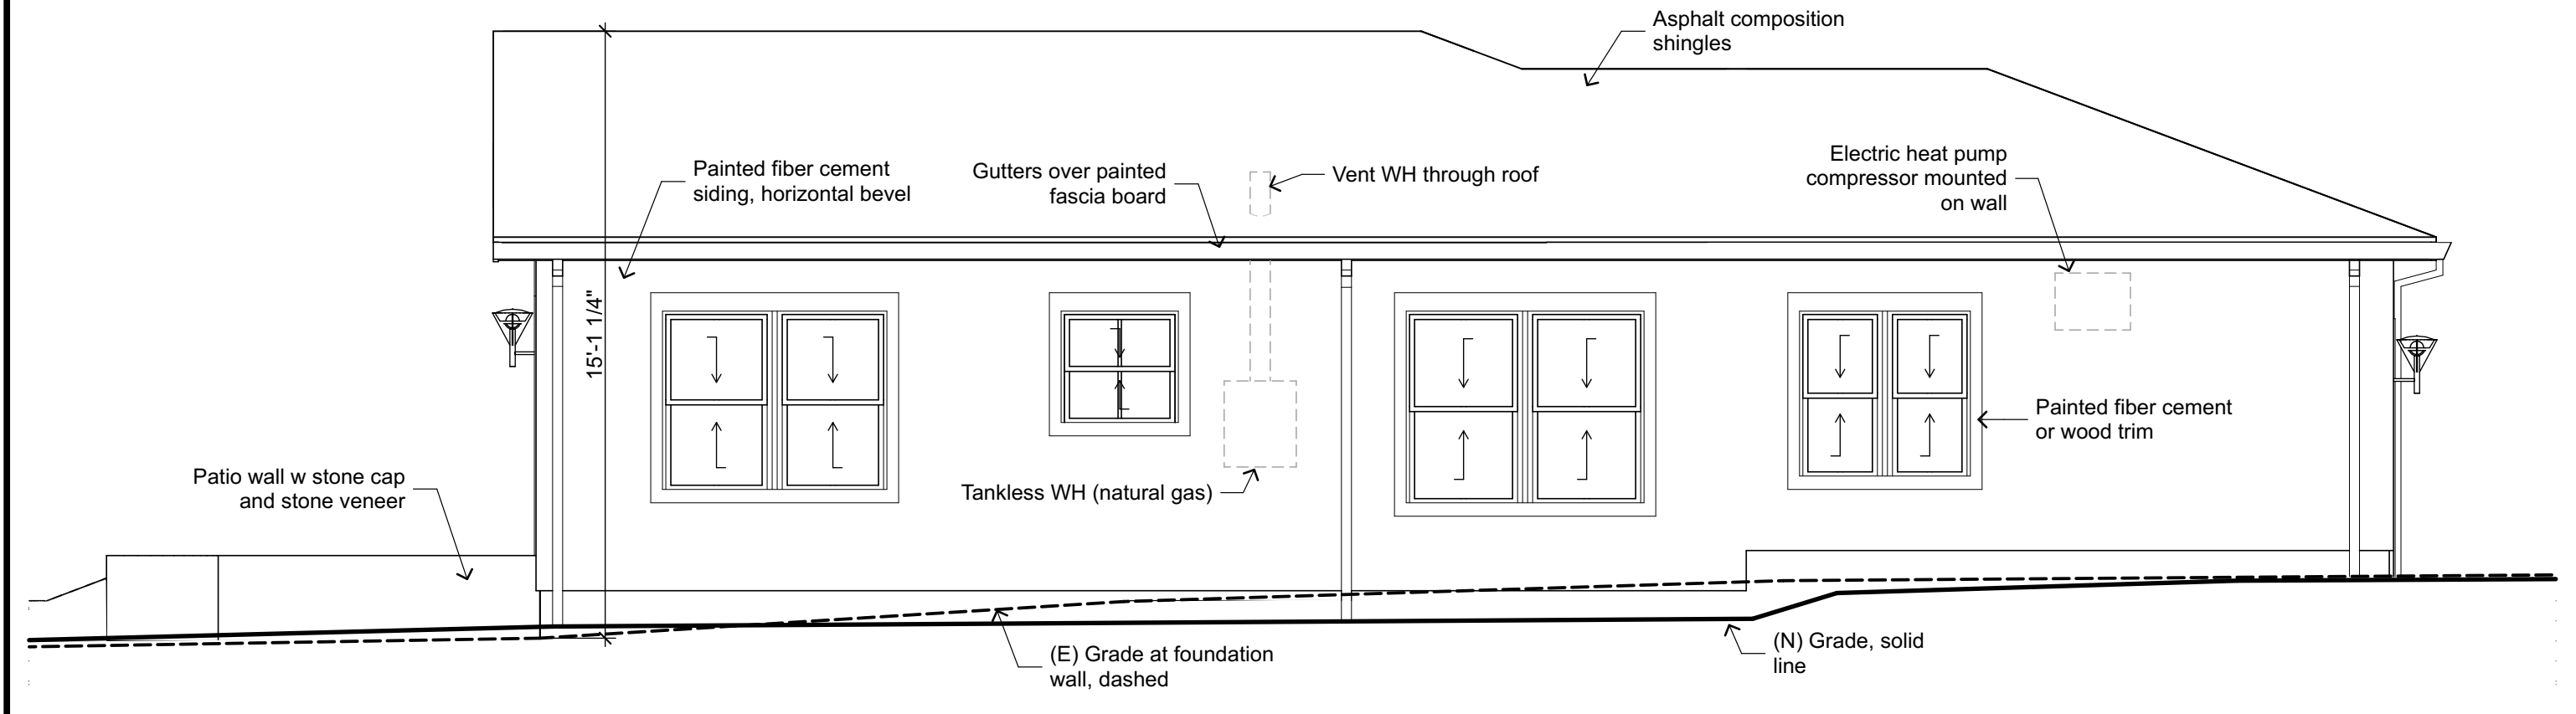 Asphalt composition
shingles
Painted fiber cement
siding, horizontal bevel
Gutters over painted
fascia board
Vent WH through roof
Electric heat pump
compressor mounted
on wall
15'-1 1/4"
Painted fiber cement
or wood trim
Patio wall w stone cap
and stone veneer
Tankless WH (natural gas)
(E) Grade at foundation
wall, dashed
(N) Grade, solid
line